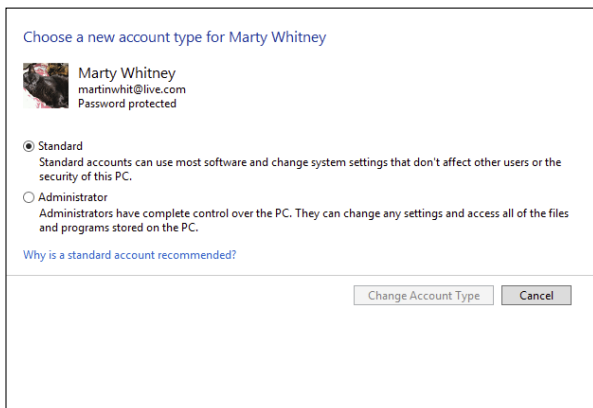 Choose a new account type for Marty Whitney
Marty Whitney
martinwhit@live.com
Password protected
Standard
Standard accounts can use most software and change system settings that don't affect other users or the
security of this PC.
Administrator
Administrators have complete control over the PC. They can change any settings and access all of the files
and programs stored on the PC.
Why is a standard account recommended?
Change Account Type
Cancel